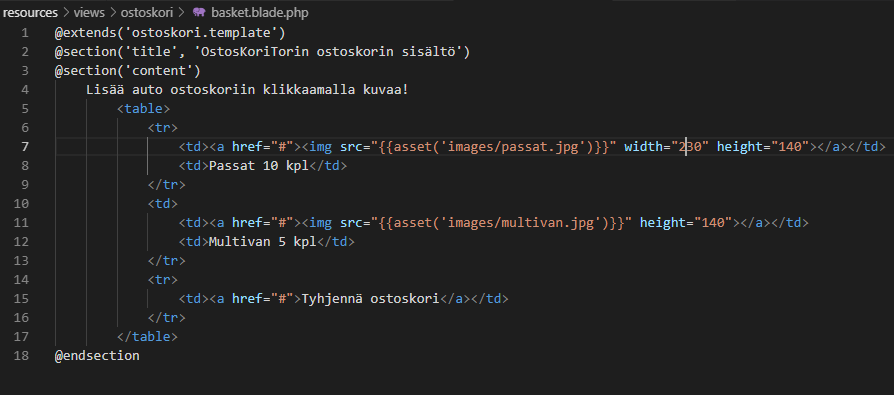 resources > views > ostoskori > basket.blade.php
1 @extends('ostoskori.template')
2 @section('title', 'OstosKoriTorin ostoskorin sisältö')
3 @section('content')
4     Lisää auto ostoskoriin klikkaamalla kuvaa!
5         <table>
6             <tr>
7                 <td><a href="#"><img src="{{asset('images/passat.jpg')}}" width="230" height="140"></a></td>
8                 <td>Passat 10 kpl</td>
9             </tr>
10             <td>
11                 <td><a href="#"><img src="{{asset('images/multivan.jpg')}}" height="140"></a></td>
12                 <td>Multivan 5 kpl</td>
13             </tr>
14             <tr>
15                 <td><a href="#">Tyhjennä ostoskori</a></td>
16             </tr>
17         </table>
18 @endsection